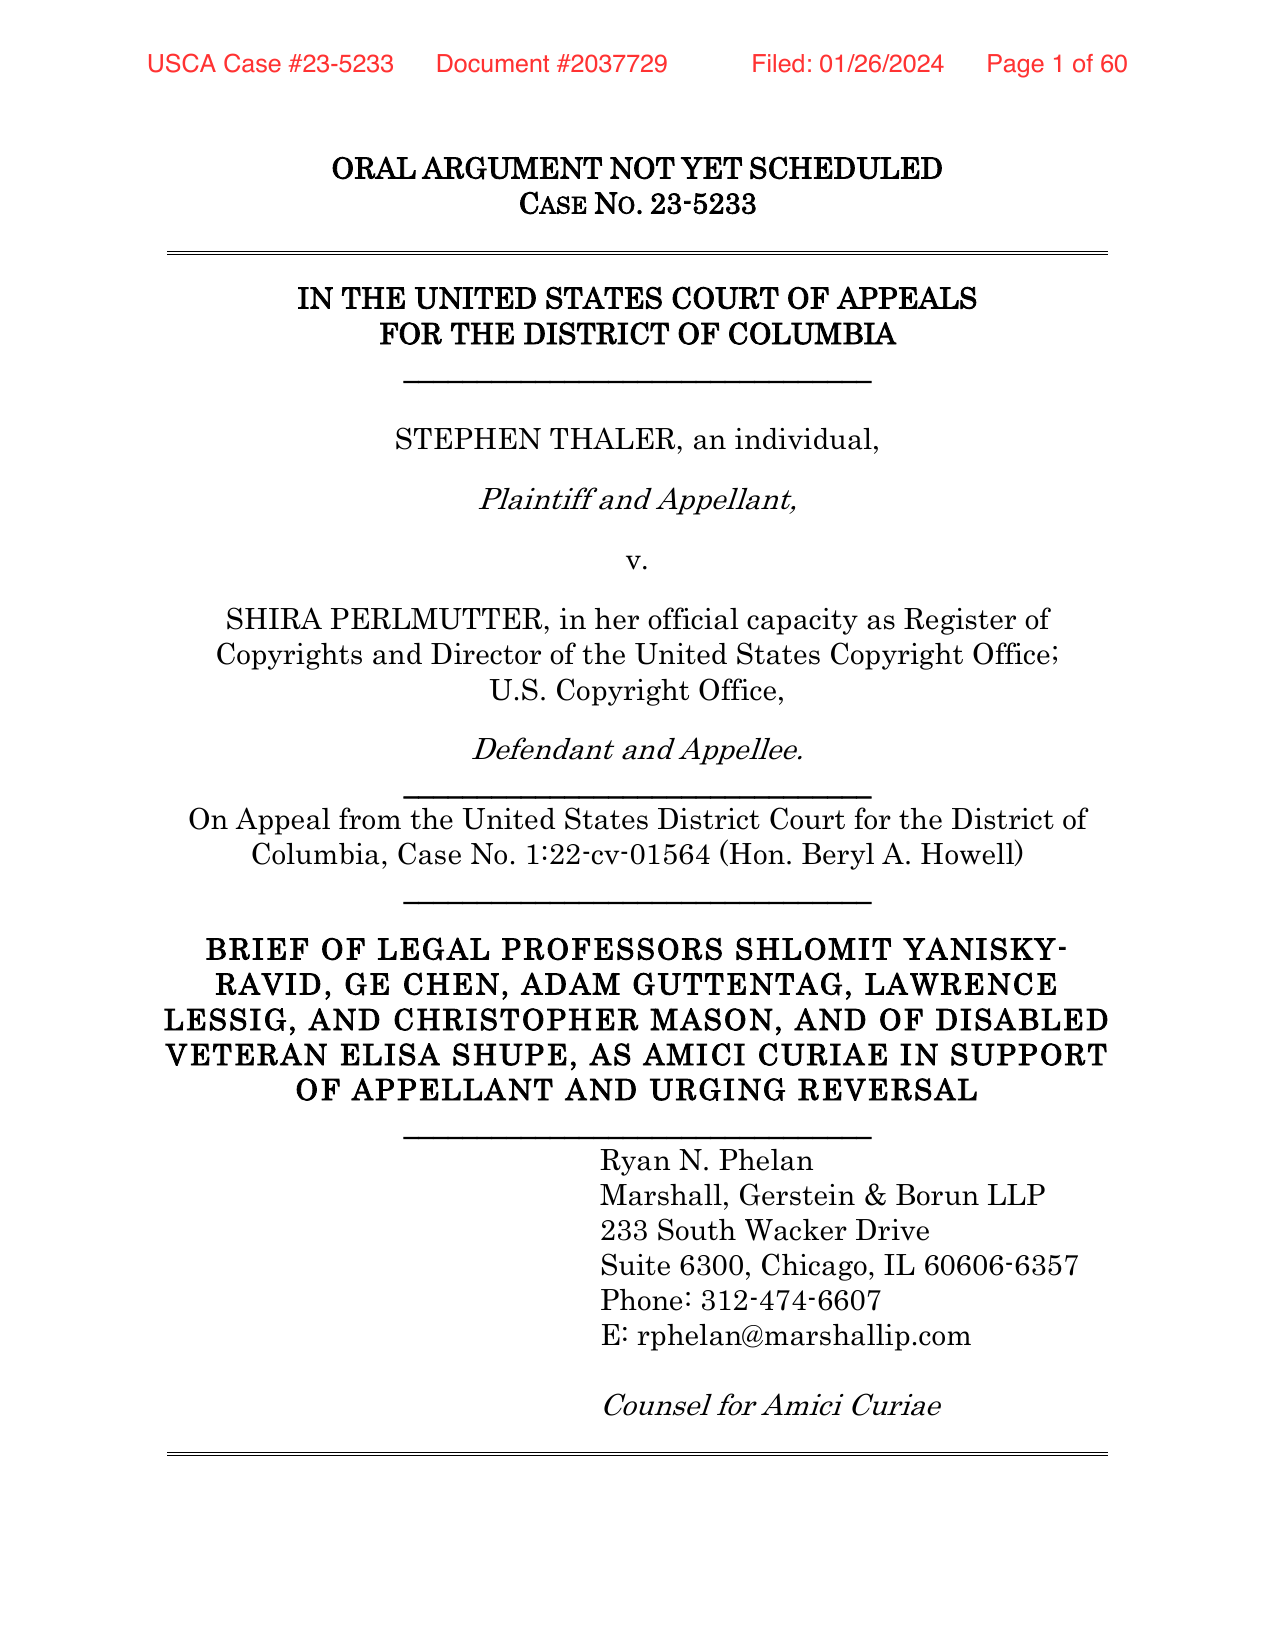 USCA Case #23-5233 Document #2037729 Filed: 01/26/2024 Page 1 of 60
ORAL ARGUMENT NOT YET SCHEDULED
CASE NO. 23-5233
IN THE UNITED STATES COURT OF APPEALS
FOR THE DISTRICT OF COLUMBIA
STEPHEN THALER, an individual,
Plaintiff and Appellant,
v.
SHIRA PERLMUTTER, in her official capacity as Register of
Copyrights and Director of the United States Copyright Office;
U.S. Copyright Office,
Defendant and Appellee.
On Appeal from the United States District Court for the District of
Columbia, Case No. 1:22-cv-01564 (Hon. Beryl A. Howell)
BRIEF OF LEGAL PROFESSORS SHLOMIT YANISKY-
RAVID, GE CHEN, ADAM GUTTENTAG, LAWRENCE
LESSIG, AND CHRISTOPHER MASON, AND OF DISABLED
VETERAN ELISA SHUPE, AS AMICI CURIAE IN SUPPORT
OF APPELLANT AND URGING REVERSAL
Ryan N. Phelan
Marshall, Gerstein & Borun LLP
233 South Wacker Drive
Suite 6300, Chicago, IL 60606-6357
Phone: 312-474-6607
E: rphelan@marshallip.com
Counsel for Amici Curiae